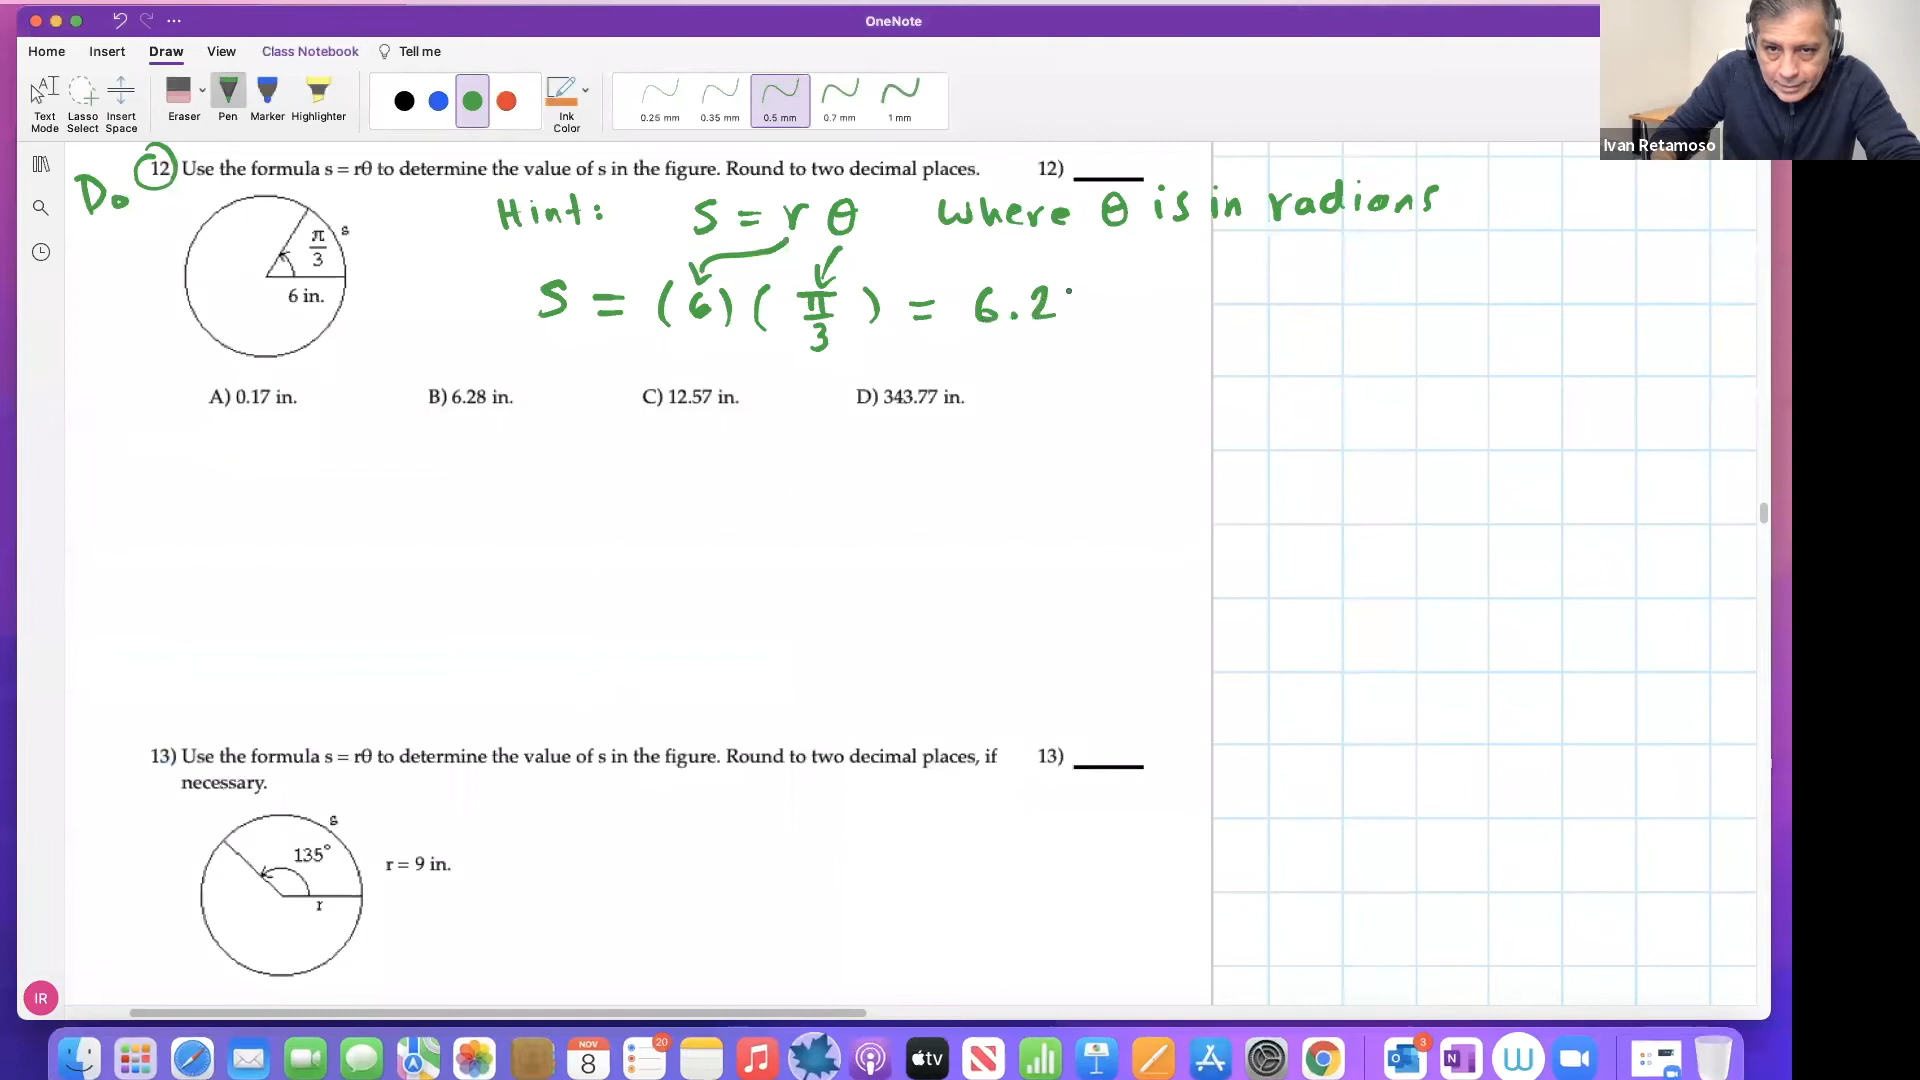 OneNote
Home Insert Draw View Class Notebook Tell me
Text Mode
Lasso Select
Insert Space
Eraser
Pen
Marker
Highlighter
Ink Color
0.25 mm
0.35 mm
0.5 mm
0.7 mm
1 mm
Ivan Retamoso
Do
12) Use the formula s = rθ to determine the value of s in the figure. Round to two decimal places. 12)
Hint: S = r θ where θ is in radians
π/3
s
6 in.
S = (6)(π/3) = 6.2
A) 0.17 in. B) 6.28 in. C) 12.57 in. D) 343.77 in.
13) Use the formula s = rθ to determine the value of s in the figure. Round to two decimal places, if 13)
necessary.
s
135°
r = 9 in.
r
IR
NOV
8
20
tv
3